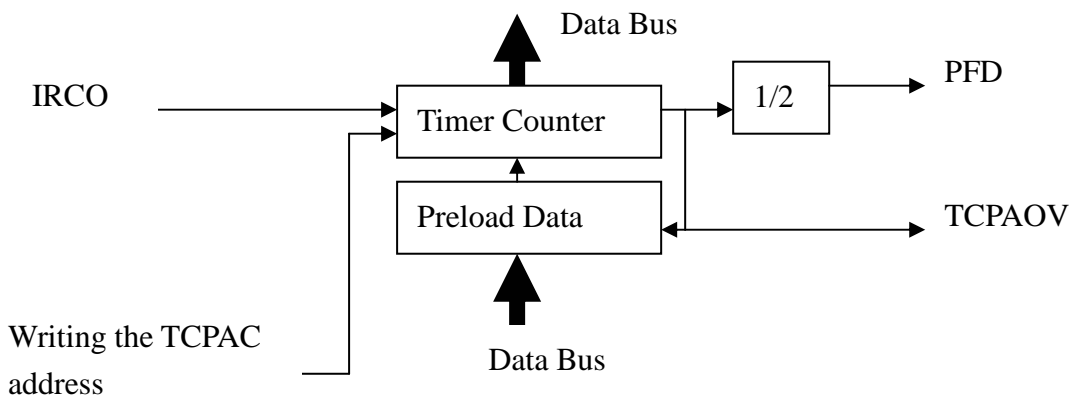 Data Bus
PFD
IRCO
1/2
Timer Counter
Preload Data
TCPAOV
Writing the TCPAC
address
Data Bus